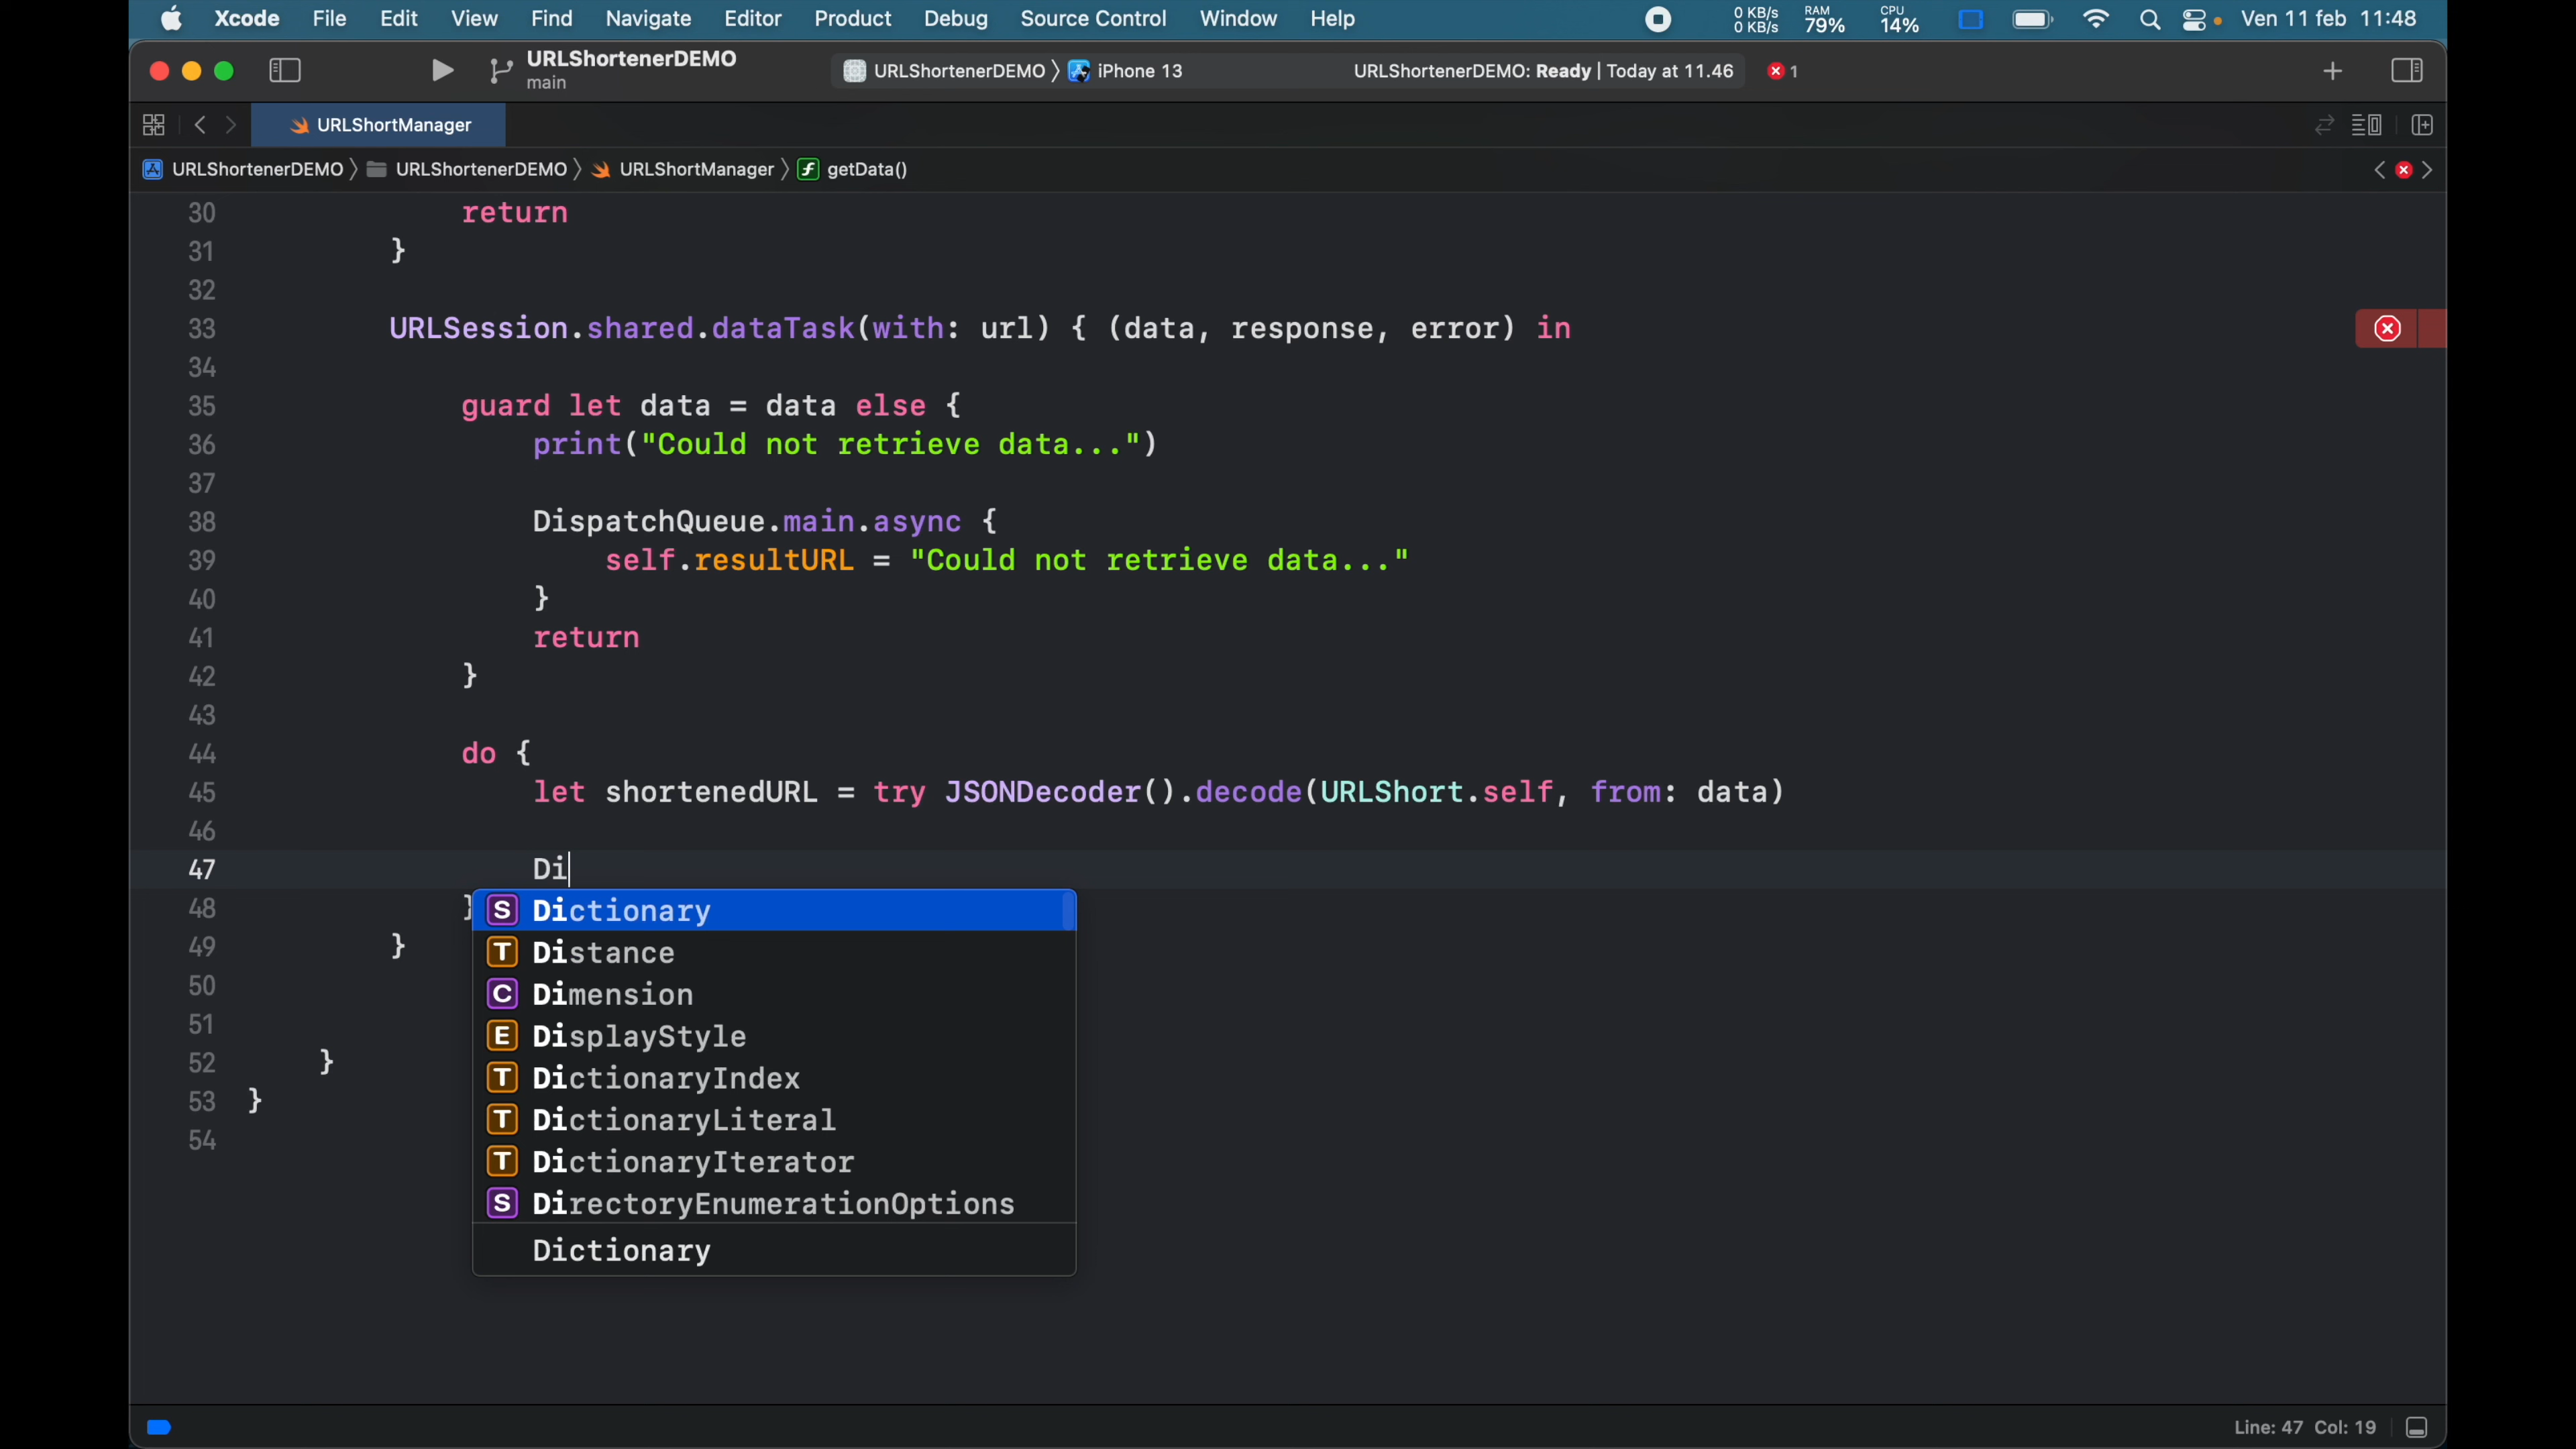 Xcode File Edit View Find Navigate Editor Product Debug Source Control Window Help 0 KB/s 0 KB/s RAM 79% CPU 14% Ven 11 feb 11:48
URLShortenerDEMO
main
URLShortenerDEMO 〉 iPhone 13 URLShortenerDEMO: Ready | Today at 11.46 1
URLShortManager
URLShortenerDEMO 〉 URLShortenerDEMO 〉 URLShortManager 〉 f getData()
30 return
31 }
32
33 URLSession.shared.dataTask(with: url) { (data, response, error) in
34
35 guard let data = data else {
36 print("Could not retrieve data...")
37
38 DispatchQueue.main.async {
39 self.resultURL = "Could not retrieve data..."
40 }
41 return
42 }
43
44 do {
45 let shortenedURL = try JSONDecoder().decode(URLShort.self, from: data)
46
47 Di
48 }
S Dictionary
49 }
T Distance
50
C Dimension
51
E DisplayStyle
52 }
T DictionaryIndex
53 }
T DictionaryLiteral
54
T DictionaryIterator
S DirectoryEnumerationOptions
Dictionary
Line: 47 Col: 19